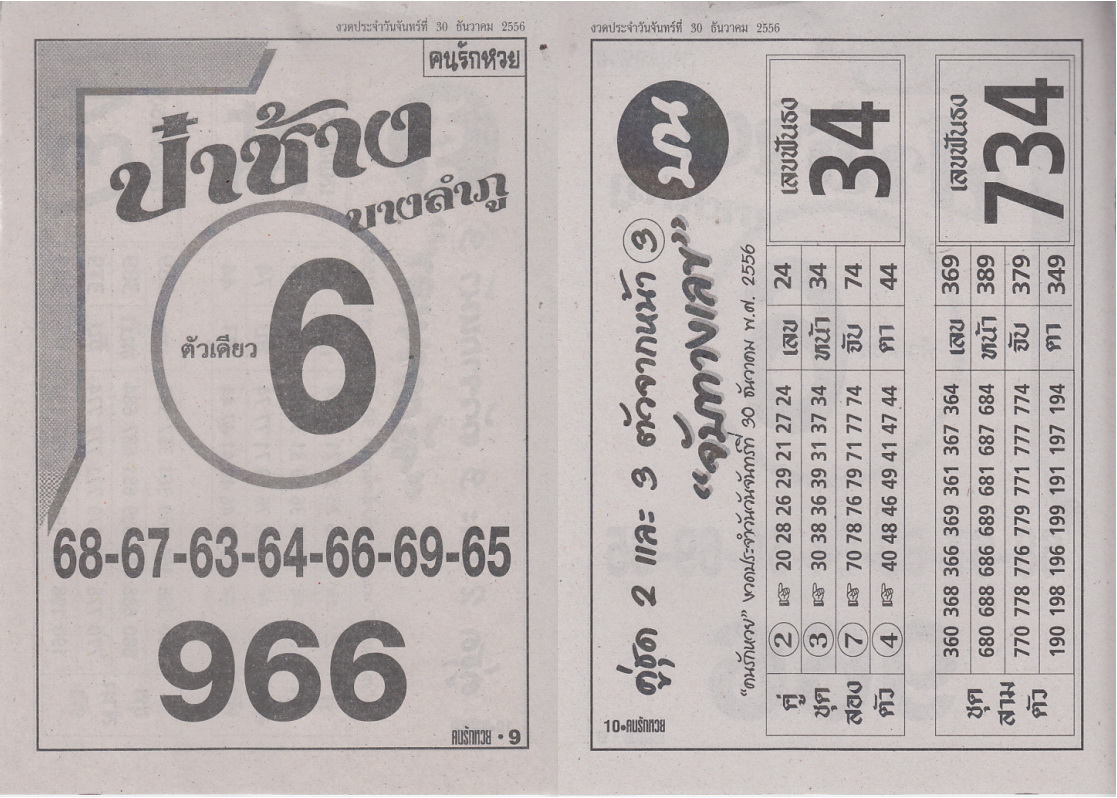 งวดประจำวันจันทร์ที่ 30 ธันวาคม 2556
คนรักหวย
ป๋าช้าง
บางลำภู
ตัวเดียว
6
68-67-63-64-66-69-65
966
คนรักหวย • 9
งวดประจำวันจันทร์ที่ 30 ธันวาคม 2556
บน
คู่ชุด 2 และ 3 ตัวจากหน้า 3
"จับทางเลข"
"คนรักหวย" งวดประจำวันจันทร์ที่ 30 ธันวาคม พ.ศ. 2556
คู่ 2 ☞ 20 28 26 29 21 27 24 เลข 24
ชุด 3 ☞ 30 38 36 39 31 37 34 หน้า 34
สอง 7 ☞ 70 78 76 79 71 77 74 ขับ 74
ตัว 4 ☞ 40 48 46 49 41 47 44 ตา 44
เลขฟันธง
34
ชุด
สาม
ตัว
360 368 366 369 361 367 364 เลข 369
680 688 686 689 681 687 684 หน้า 389
770 778 776 779 771 777 774 ขับ 379
190 198 196 199 191 197 194 ตา 349
เลขฟันธง
734
10•คนรักหวย